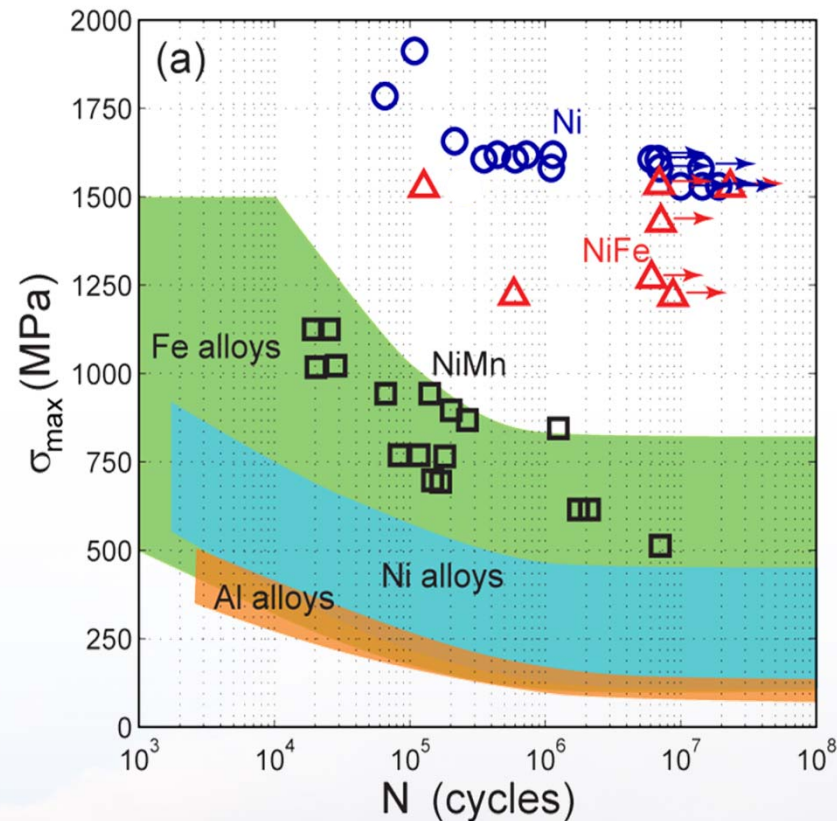 (a)
2000
1750
1500
1250
1000
750
500
250
0
σmax (MPa)
Ni
NiFe
Fe alloys
NiMn
Ni alloys
Al alloys
10³ 10⁴ 10⁵ 10⁶ 10⁷ 10⁸
N (cycles)